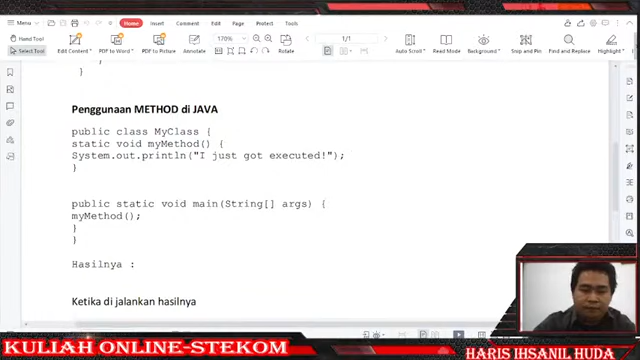 Menu
Home
Edit
Page
Protect
Tools
Hand Tool
Select Tool
Edit Content
PDF to Word
PDF to Picture
Annotate
170%
Rotate
1/1
Auto Scroll
Read Mode
Background
Snip and Pin
Find and Replace
Highlight
}
Penggunaan METHOD di JAVA
public class MyClass {
static void myMethod() {
System.out.println("I just got executed!");
}
public static void main(String[] args) {
myMethod();
}
}
Hasilnya :
Ketika di jalankan hasilnya
KULIAH ONLINE-STEKOM
HARIS IHSANIL HUDA